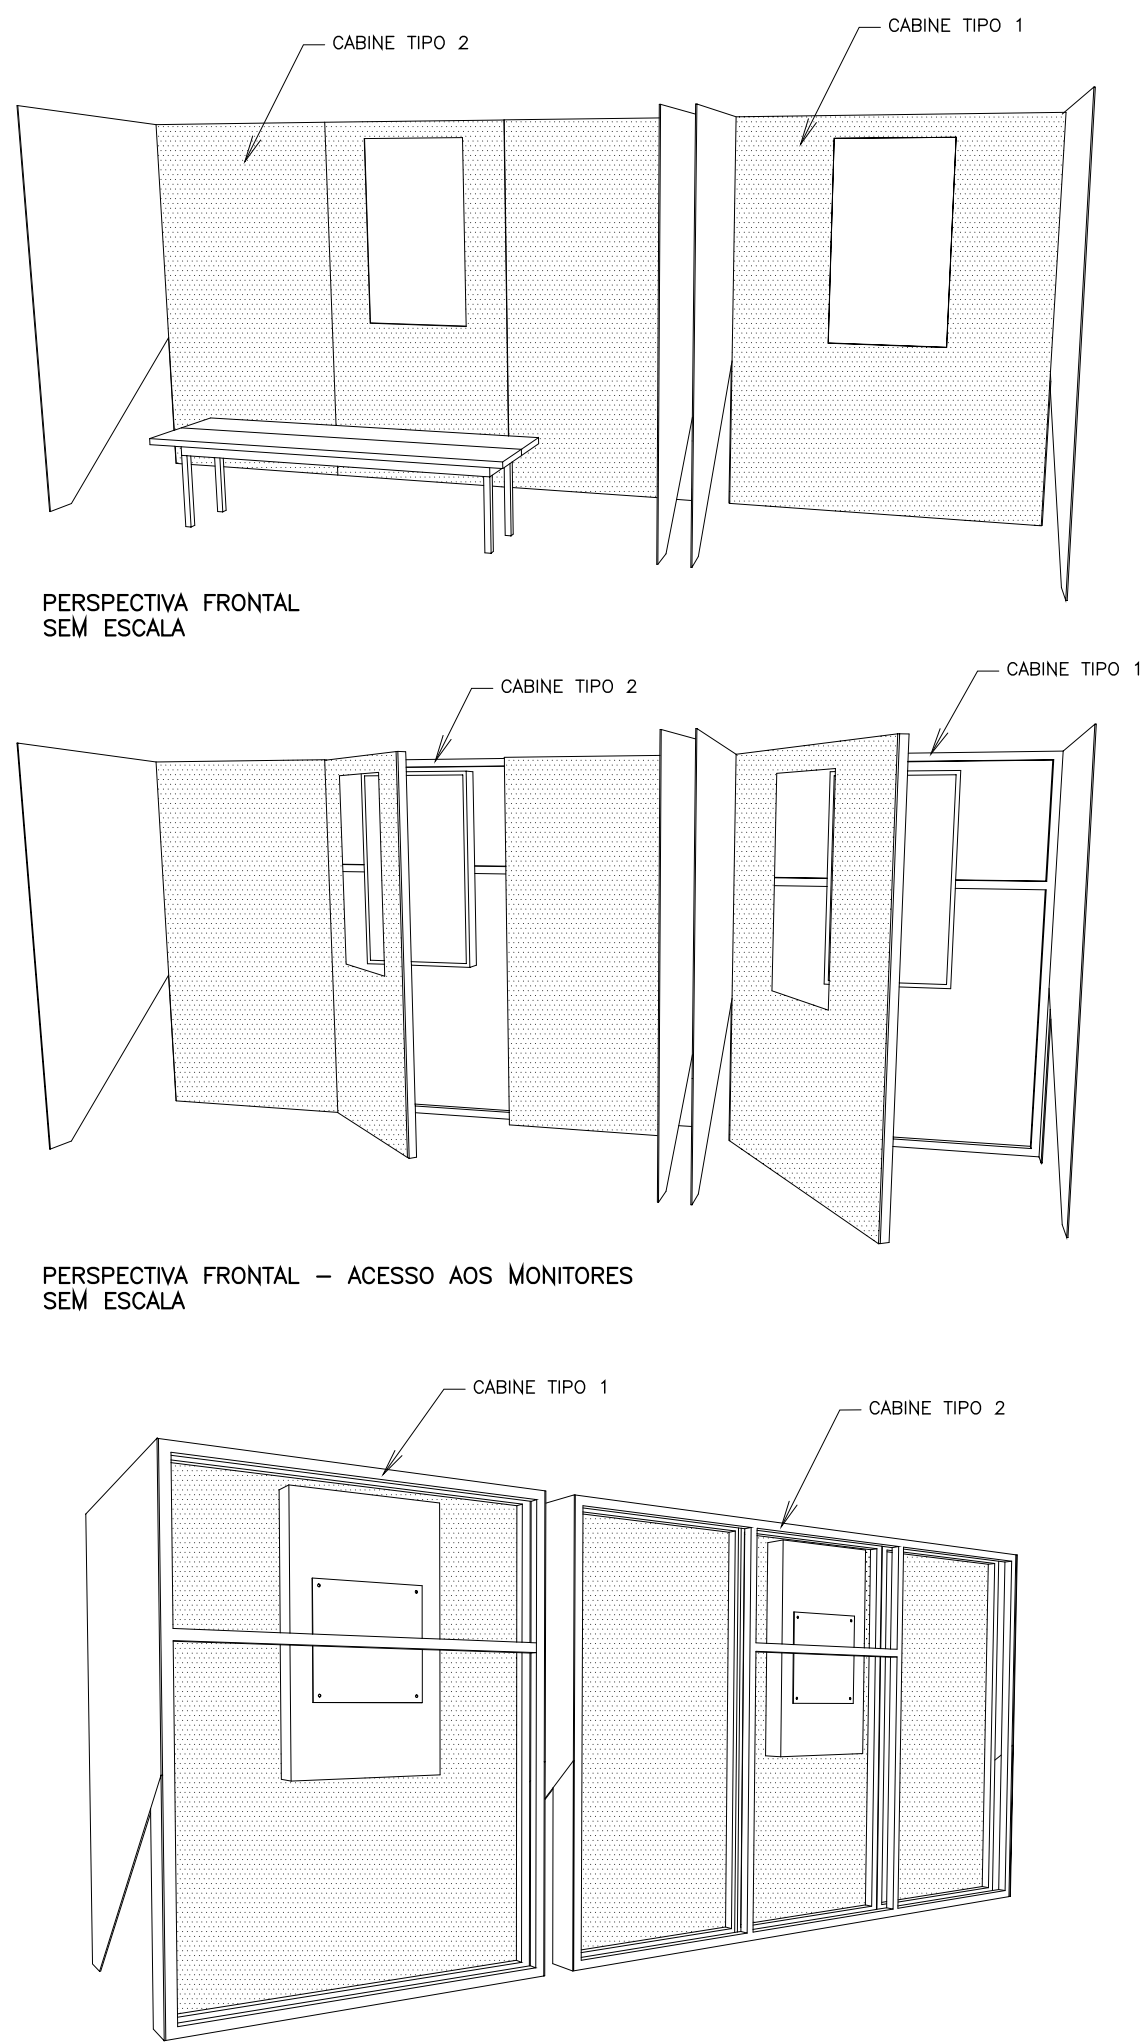 CABINE TIPO 2
CABINE TIPO 1
PERSPECTIVA FRONTAL
SEM ESCALA
CABINE TIPO 2
CABINE TIPO 1
PERSPECTIVA FRONTAL – ACESSO AOS MONITORES
SEM ESCALA
CABINE TIPO 1
CABINE TIPO 2